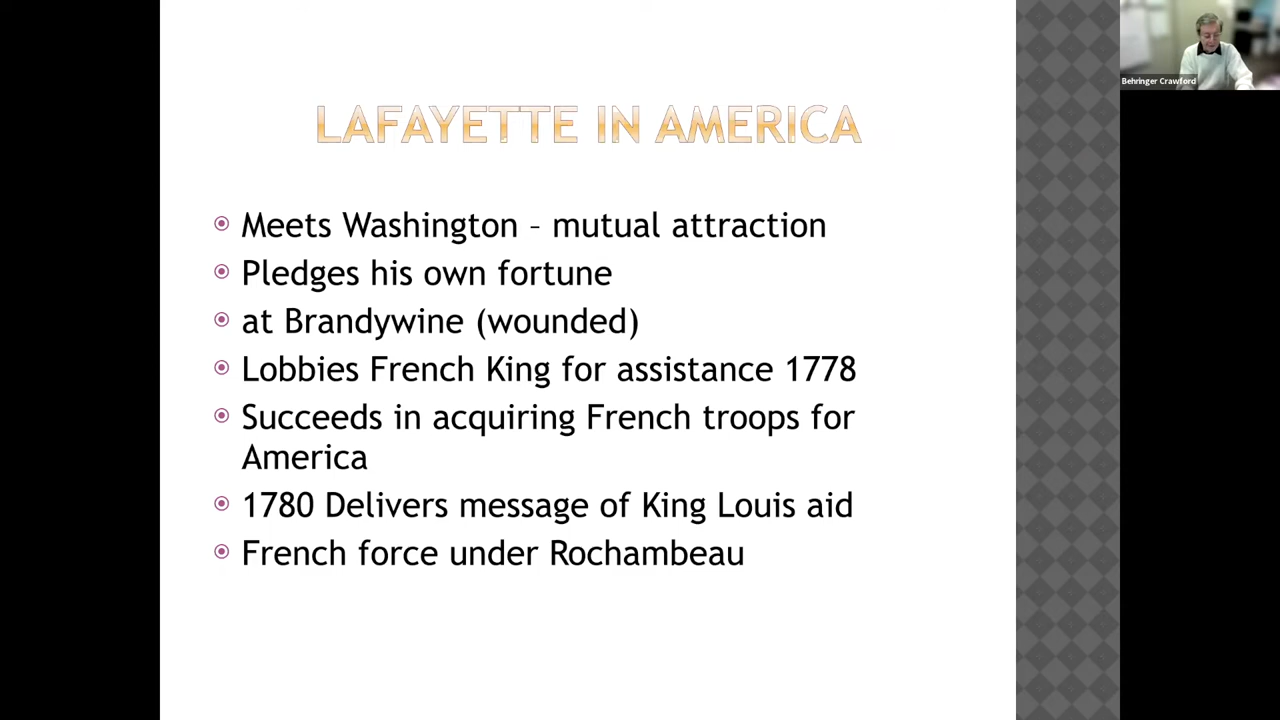 LAFAYETTE IN AMERICA
Meets Washington – mutual attraction
Pledges his own fortune
at Brandywine (wounded)
Lobbies French King for assistance 1778
Succeeds in acquiring French troops for
America
1780 Delivers message of King Louis aid
French force under Rochambeau
Behringer Crawford